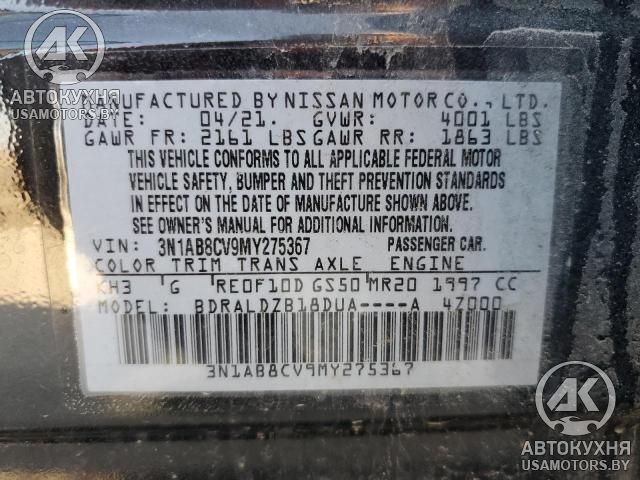 AK
АВТОКУХНЯ
USAMOTORS.BY
MANUFACTURED BY NISSAN MOTOR CO., LTD.
DATE: 04/21. GVWR: 4001 LBS
GAWR FR: 2161 LBS GAWR RR: 1863 LBS
THIS VEHICLE CONFORMS TO ALL APPLICABLE FEDERAL MOTOR
VEHICLE SAFETY, BUMPER AND THEFT PREVENTION STANDARDS
IN EFFECT ON THE DATE OF MANUFACTURE SHOWN ABOVE.
SEE OWNER'S MANUAL FOR ADDITIONAL INFORMATION.
VIN: 3N1AB8CV9MY275367 PASSENGER CAR.
COLOR TRIM TRANS AXLE ENGINE
KH3 G RE0F10D GS50 MR20 1997 CC
MODEL: BDRALDZB18DUA----A 47000
3N1AB8CV9MY275367
AK
АВТОКУХНЯ
USAMOTORS.BY